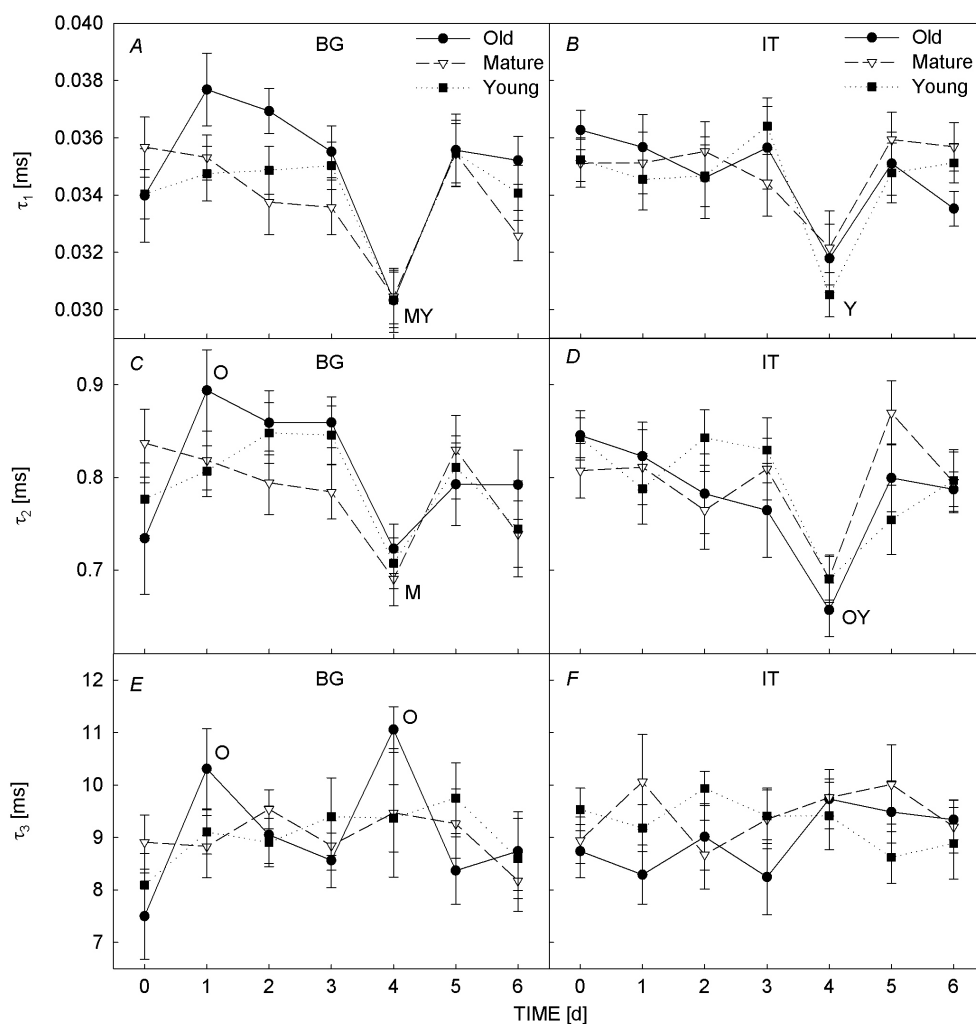 A BG Old Mature Young
B IT Old Mature Young
0.040
0.038
0.036
0.034
0.032
0.030
τ1 [ms]
MY
Y
C BG
D IT
O
0.9
0.8
0.7
τ2 [ms]
M
OY
E BG
F IT
O
O
12
11
10
9
8
7
τ3 [ms]
0 1 2 3 4 5 6 0 1 2 3 4 5 6
TIME [d]